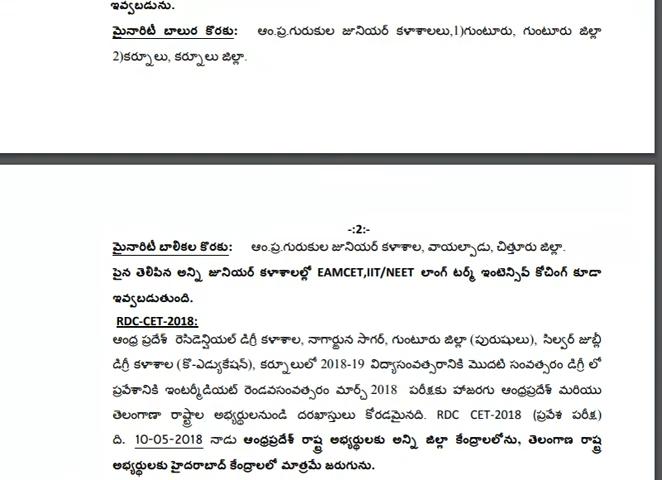 ఇవ్వబడును.
మైనారిటీ బాలుర కొరకు: ఆం.ప్ర.గురుకుల జూనియర్ కళాశాలలు,1)గుంటూరు, గుంటూరు జిల్లా
2)కర్నూలు, కర్నూలు జిల్లా.
-:2:-
మైనారిటీ బాలికల కొరకు: ఆం.ప్ర.గురుకుల జూనియర్ కళాశాల, వాయల్పాడు, చిత్తూరు జిల్లా.
పైన తెలిపిన అన్ని జూనియర్ కళాశాలల్లో EAMCET,IIT/NEET లాంగ్ టర్మ్ ఇంటెన్సివ్ కోచింగ్ కూడా
ఇవ్వబడుతుంది.
RDC-CET-2018:
ఆంధ్ర ప్రదేశ్ రెసిడెన్షియల్ డిగ్రీ కళాశాల, నాగార్జున సాగర్, గుంటూరు జిల్లా (పురుషులు), సిల్వర్ జుబ్లీ
డిగ్రీ కళాశాల (కొ-ఎడ్యుకేషన్), కర్నూలులో 2018-19 విద్యాసంవత్సరానికి మొదటి సంవత్సరం డిగ్రీ లో
ప్రవేశానికి ఇంటర్మీడియట్ రెండవసంవత్సరం మార్చ్ 2018 పరీక్షకు హాజరగు ఆంధ్రప్రదేశ్ మరియు
తెలంగాణా రాష్ట్రాల అభ్యర్థులనుండి దరఖాస్తులు కోరడమైనది. RDC CET-2018 (ప్రవేశ పరీక్ష)
ది. 10-05-2018 నాడు ఆంధ్రప్రదేశ్ రాష్ట్ర అభ్యర్థులకు అన్ని జిల్లా కేంద్రాలలోను, తెలంగాణ రాష్ట్ర
అభ్యర్థులకు హైదరాబాద్ కేంద్రాలలో మాత్రమే జరుగును.